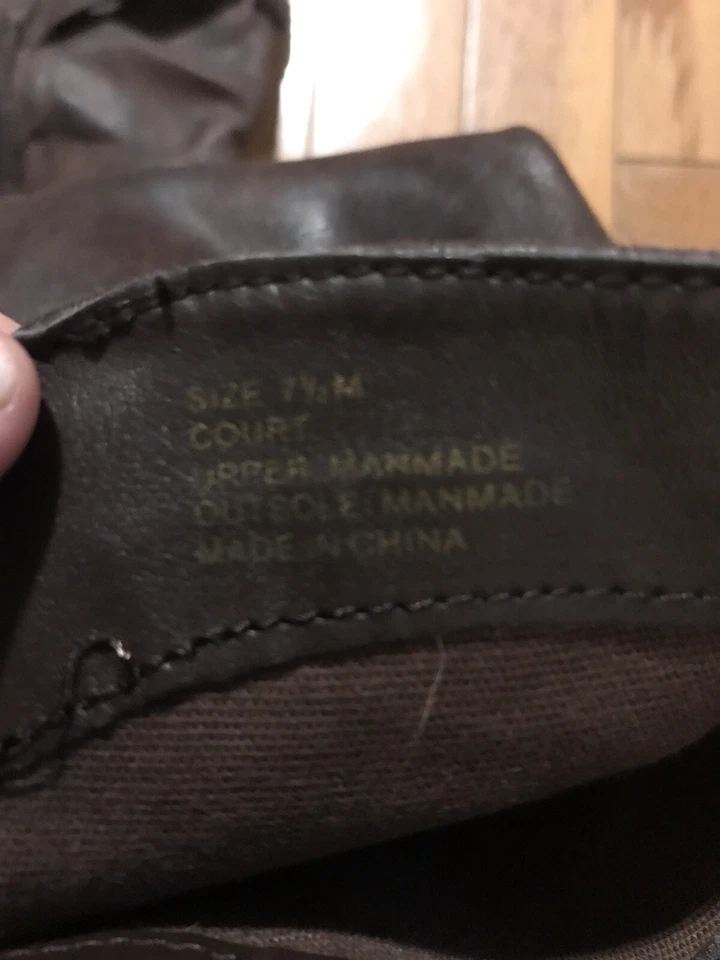 SIZE 7½M
COURT
UPPER: MANMADE
OUTSOLE: MANMADE
MADE IN CHINA